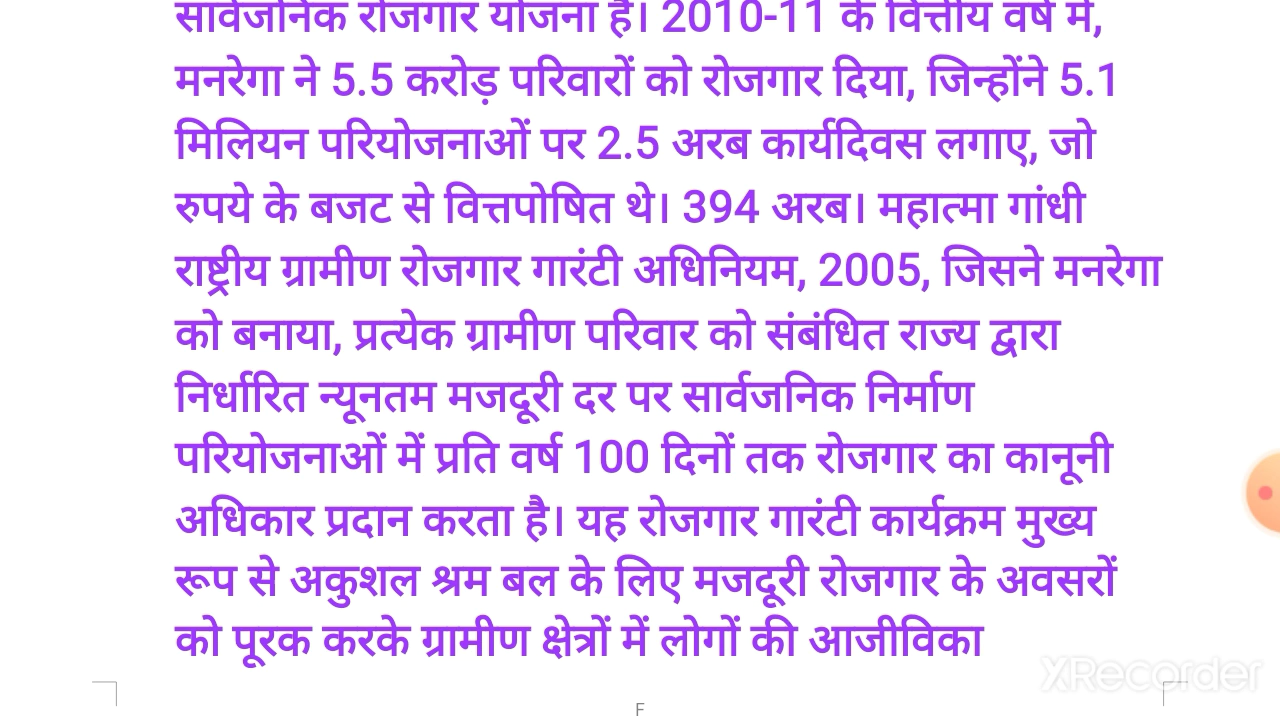 सार्वजनिक रोजगार योजना है। 2010-11 के वित्तीय वर्ष में,
मनरेगा ने 5.5 करोड़ परिवारों को रोजगार दिया, जिन्होंने 5.1
मिलियन परियोजनाओं पर 2.5 अरब कार्यदिवस लगाए, जो
रुपये के बजट से वित्तपोषित थे। 394 अरब। महात्मा गांधी
राष्ट्रीय ग्रामीण रोजगार गारंटी अधिनियम, 2005, जिसने मनरेगा
को बनाया, प्रत्येक ग्रामीण परिवार को संबंधित राज्य द्वारा
निर्धारित न्यूनतम मजदूरी दर पर सार्वजनिक निर्माण
परियोजनाओं में प्रति वर्ष 100 दिनों तक रोजगार का कानूनी
अधिकार प्रदान करता है। यह रोजगार गारंटी कार्यक्रम मुख्य
रूप से अकुशल श्रम बल के लिए मजदूरी रोजगार के अवसरों
को पूरक करके ग्रामीण क्षेत्रों में लोगों की आजीविका
XRecorder
F